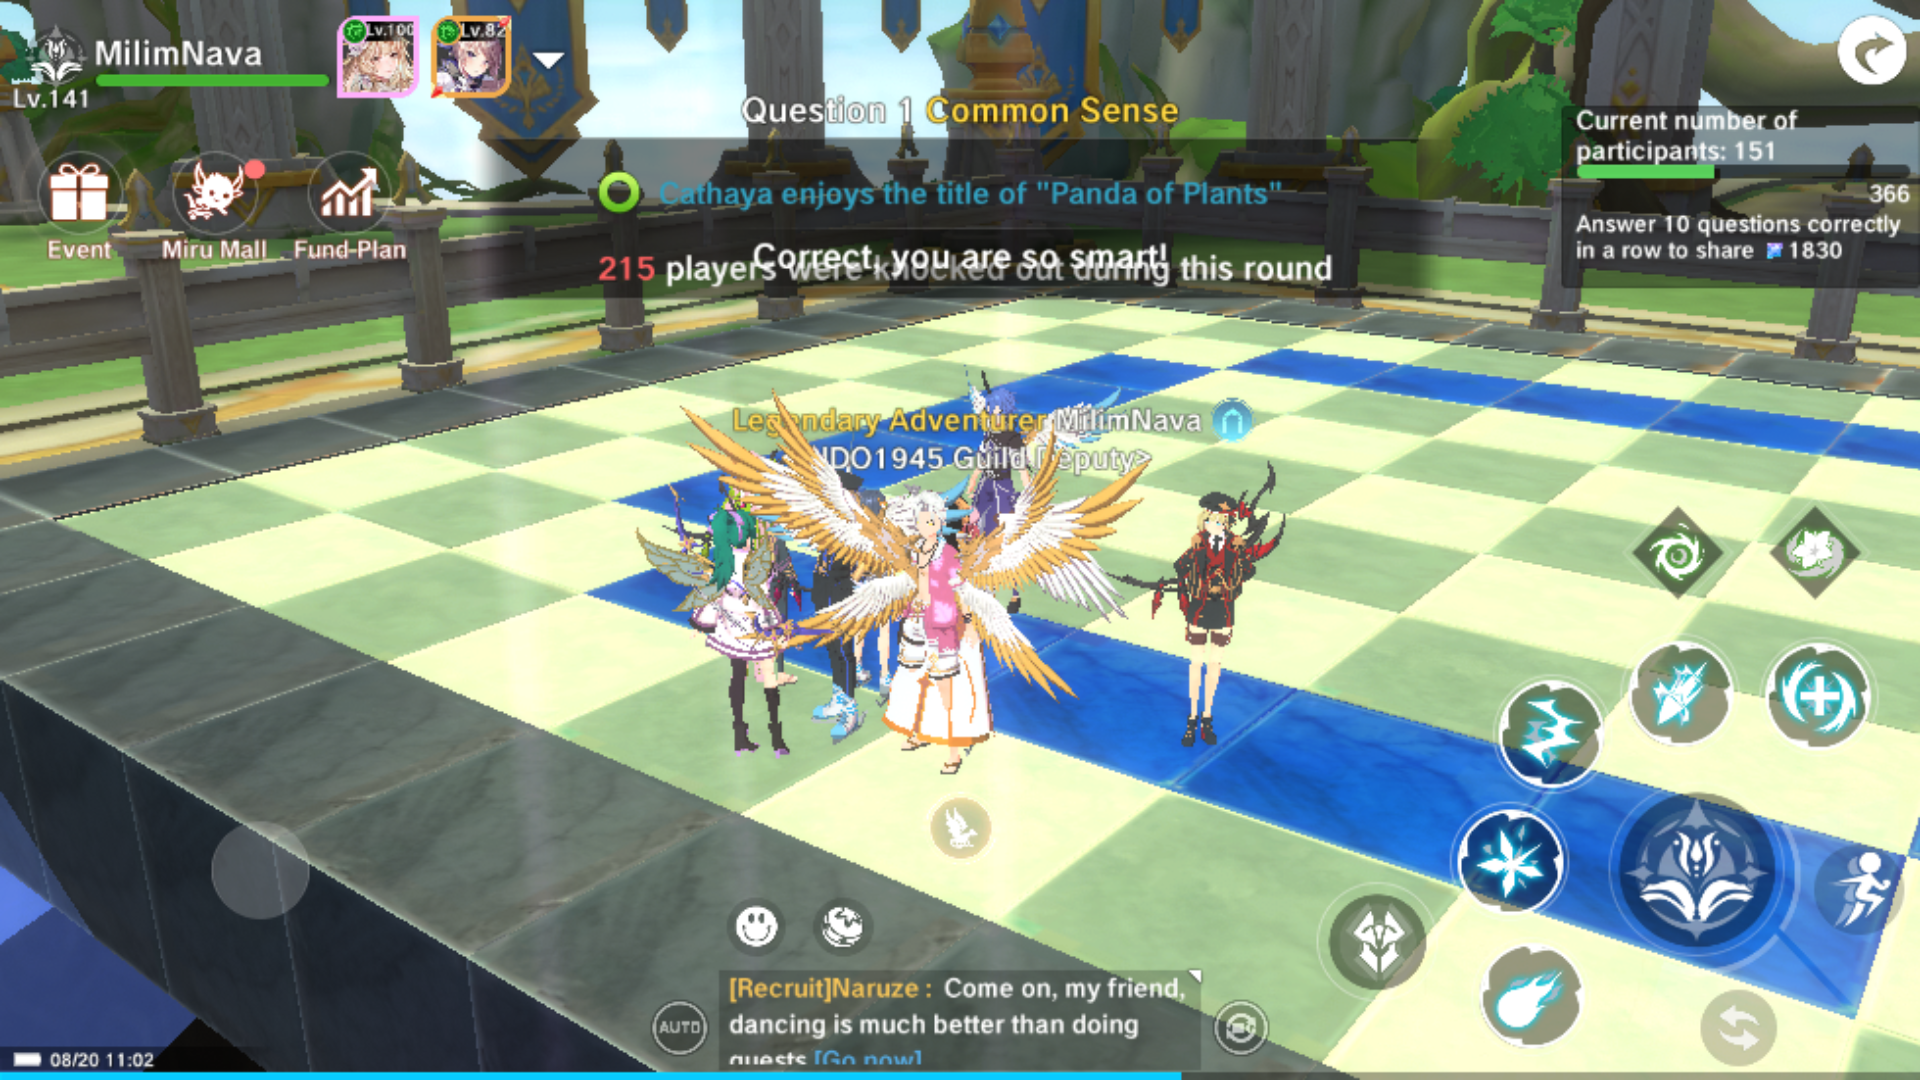 MilimNava
Lv.141
Lv.100
Lv.82
Question 1 Common Sense
Current number of
participants: 151
366
Answer 10 questions correctly
in a row to share 1830
Event
Miru Mall
Fund-Plan
Cathaya enjoys the title of "Panda of Plants"
Correct, you are so smart!
215 players were knocked out during this round
Legendary Adventurer MilimNava
NDO1945 Guild Deputy>
[Recruit]Naruze : Come on, my friend,
dancing is much better than doing
quests [Go now]
AUTO
08/20 11:02